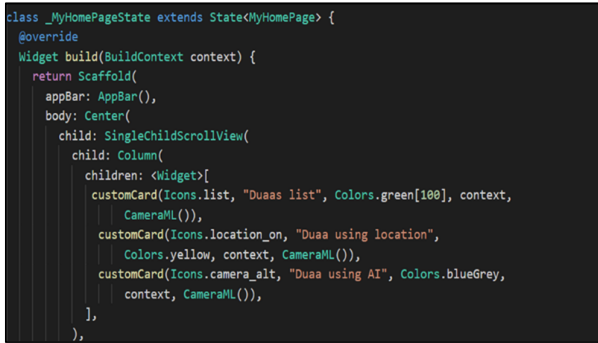 class _MyHomePageState extends State<MyHomePage> {
@override
Widget build(BuildContext context) {
return Scaffold(
appBar: AppBar(),
body: Center(
child: SingleChildScrollView(
child: Column(
children: <Widget>[
customCard(Icons.list, "Duaas list", Colors.green[100], context,
CameraML()),
customCard(Icons.location_on, "Duaa using location",
Colors.yellow, context, CameraML()),
customCard(Icons.camera_alt, "Duaa using AI", Colors.blueGrey,
context, CameraML()),
],
),